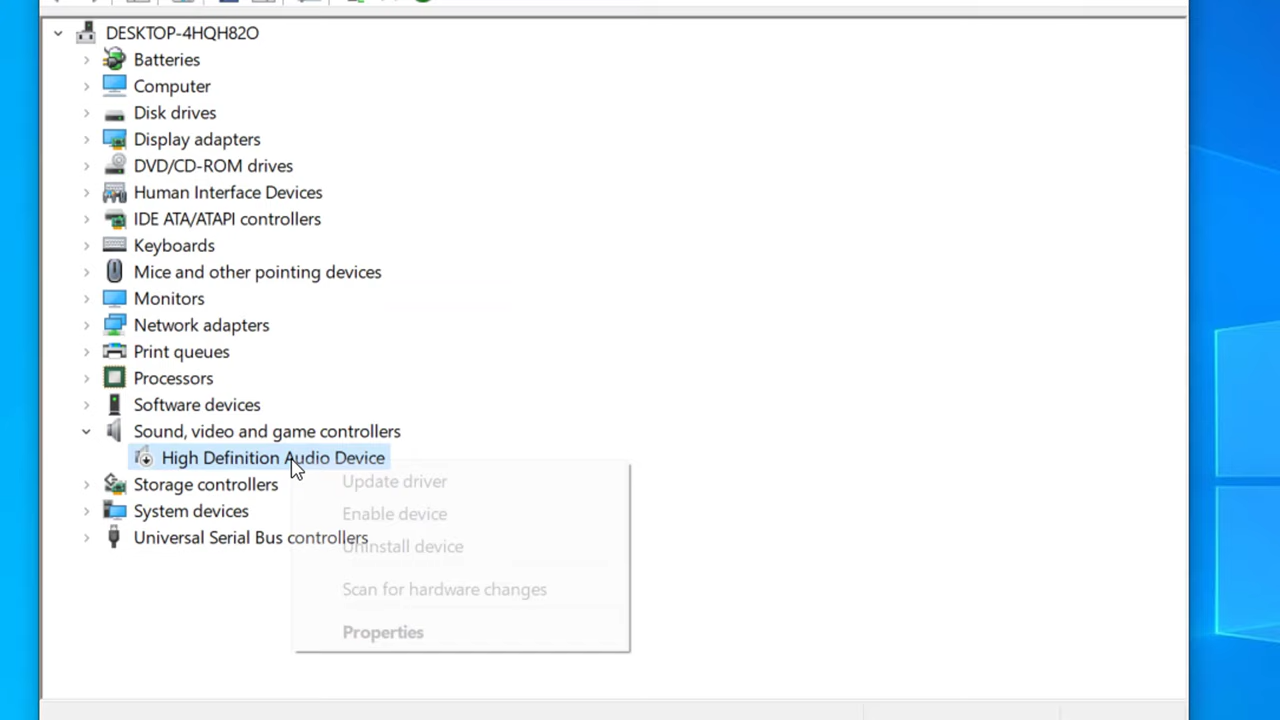 DESKTOP-4HQH82O
Batteries
Computer
Disk drives
Display adapters
DVD/CD-ROM drives
Human Interface Devices
IDE ATA/ATAPI controllers
Keyboards
Mice and other pointing devices
Monitors
Network adapters
Print queues
Processors
Software devices
Sound, video and game controllers
High Definition Audio Device
Storage controllers
System devices
Universal Serial Bus controllers
Update driver
Enable device
Uninstall device
Scan for hardware changes
Properties